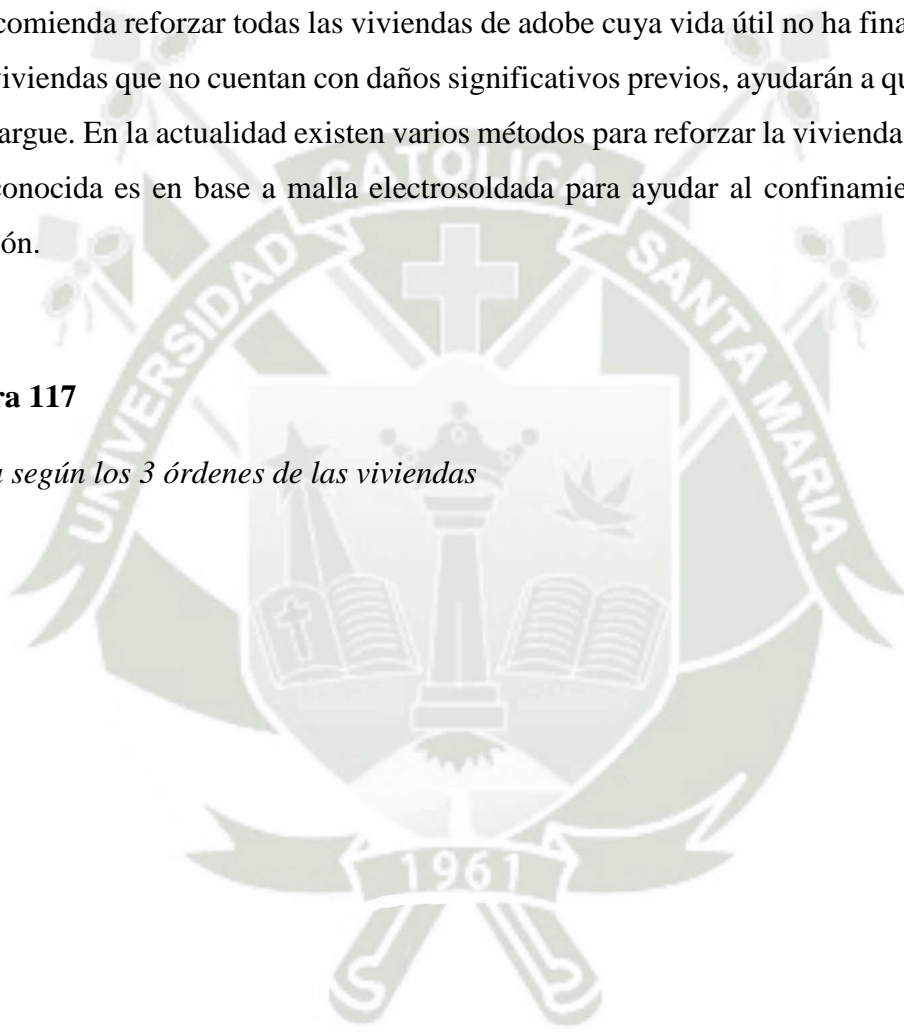 comienda reforzar todas las viviendas de adobe cuya vida útil no ha fina
viviendas que no cuentan con daños significativos previos, ayudarán a qu
argue. En la actualidad existen varios métodos para reforzar la vivienda
conocida es en base a malla electrosoldada para ayudar al confinamie
ón.
ra 117
según los 3 órdenes de las viviendas
UNIVERSIDAD CATOLICA SANTA MARIA
1961